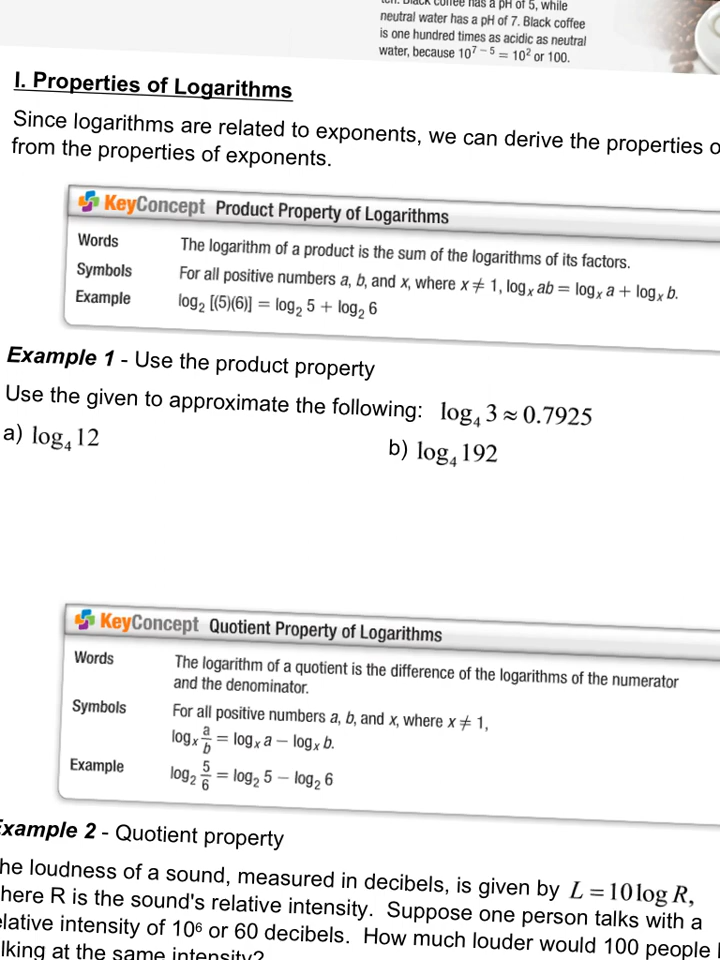 Black coffee has a pH of 5, while
neutral water has a pH of 7. Black coffee
is one hundred times as acidic as neutral
water, because 10⁷ ⁻ ⁵ = 10² or 100.
I. Properties of Logarithms
Since logarithms are related to exponents, we can derive the properties
from the properties of exponents.
KeyConcept Product Property of Logarithms
Words The logarithm of a product is the sum of the logarithms of its factors.
Symbols For all positive numbers a, b, and x, where x ≠ 1, logₓ ab = logₓ a + logₓ b.
Example log₂ [(5)(6)] = log₂ 5 + log₂ 6
Example 1 - Use the product property
Use the given to approximate the following: log₄ 3 ≈ 0.7925
a) log₄ 12 b) log₄ 192
KeyConcept Quotient Property of Logarithms
Words The logarithm of a quotient is the difference of the logarithms of the numerator
and the denominator.
Symbols For all positive numbers a, b, and x, where x ≠ 1,
logₓ a/b = logₓ a − logₓ b.
Example log₂ 5/6 = log₂ 5 − log₂ 6
Example 2 - Quotient property
he loudness of a sound, measured in decibels, is given by L = 10 log R,
here R is the sound's relative intensity. Suppose one person talks with a
elative intensity of 10⁶ or 60 decibels. How much louder would 100 people
lking at the same intensity?